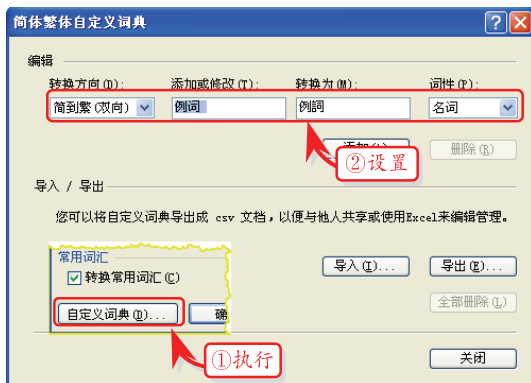 简体繁体自定义词典
编辑
转换方向(D): 添加或修改(T): 转换为(M): 词性(P):
简到繁(双向) 例词 例詞 名词
②设置 删除(R)
导入 / 导出
您可以将自定义词典导出成 csv 文档，以便与他人共享或使用Excel来编辑管理。
常用词汇
转换常用词汇(C) 导入(I)... 导出(E)...
自定义词典(D)... 全部删除(L)
①执行 关闭